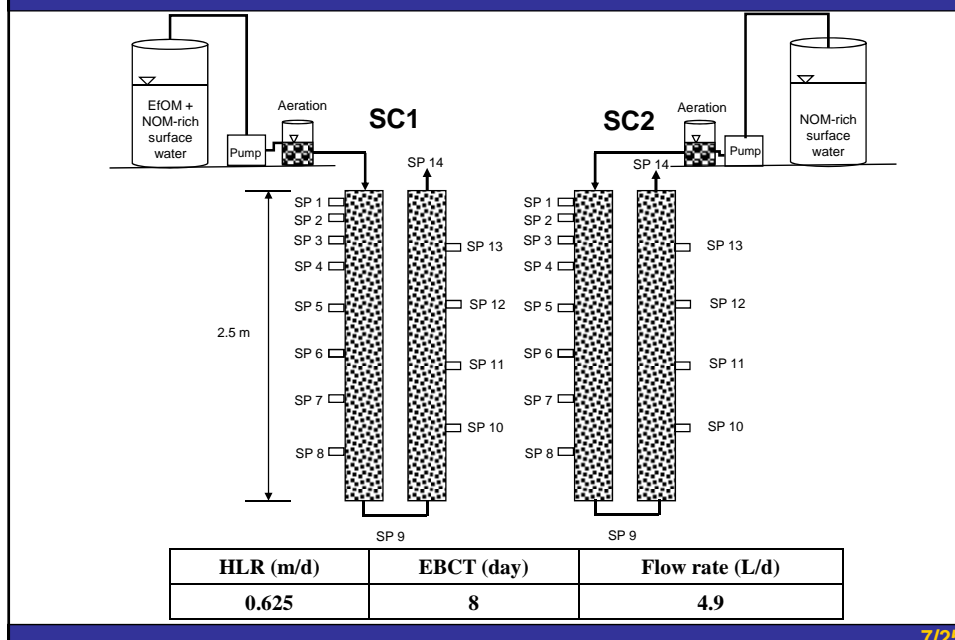 EfOM +
NOM-rich
surface
water
Pump
Aeration
SC1
SC2
Aeration
Pump
NOM-rich
surface
water
SP 14
SP 1
SP 2
SP 3
SP 4
SP 5
SP 6
SP 7
SP 8
2.5 m
SP 13
SP 12
SP 11
SP 10
SP 9
SP 14
SP 1
SP 2
SP 3
SP 4
SP 5
SP 6
SP 7
SP 8
SP 13
SP 12
SP 11
SP 10
SP 9
HLR (m/d) EBCT (day) Flow rate (L/d)
0.625 8 4.9